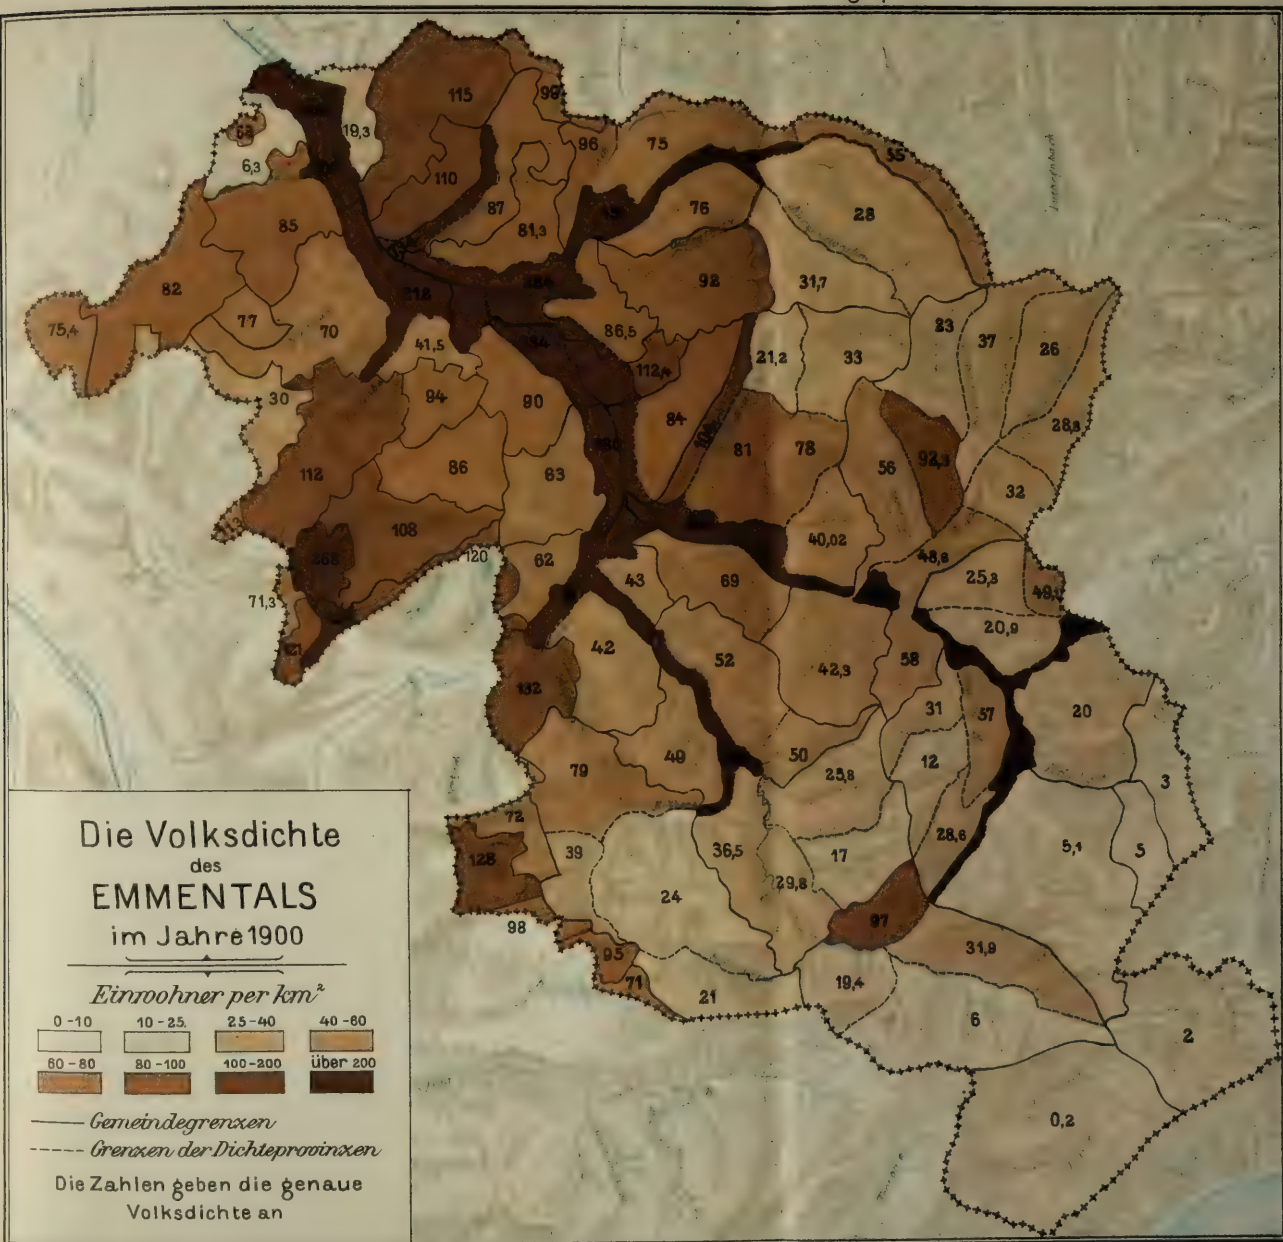 Die Volksdichte
des
EMMENTALS
im Jahre 1900
Einwohner per km²
0-10 10-25. 25-40 40-60
60-80 80-100 100-200 über 200
Gemeindegrenzen
Grenzen der Dichteprovinzen
Die Zahlen geben die genaue
Volksdichte an
115 99
19,3
6,3
96 75 55
110
87 76 28
85 81,3
82 92 31,7
212
75,4 77 70 86,5 23 37 26
41,5 21,2 33
112,4
30 94 90 84 28,8
81 78 56 92,3
112 86 63
32
108 40,02
120 62 48,8
268 43 69 25,3
71,3
20,9
121 42 52 42,3 58
132
31 57 20
79 49 50 12 3
25,8
72 28,6
128 39 36,5 17 5,1 5
29,8
24
98 97
95 31,9
71 21 19,4
6 2
0,2